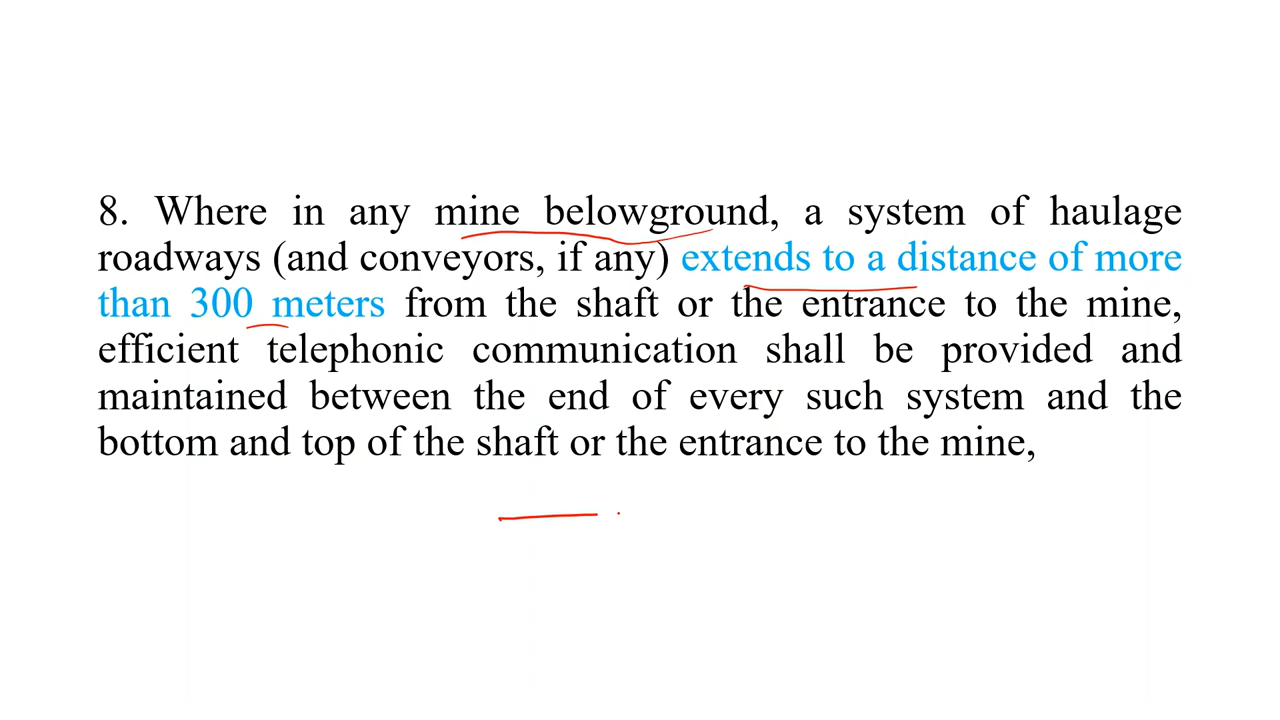 8. Where in any mine belowground, a system of haulage
roadways (and conveyors, if any) extends to a distance of more
than 300 meters from the shaft or the entrance to the mine,
efficient telephonic communication shall be provided and
maintained between the end of every such system and the
bottom and top of the shaft or the entrance to the mine,